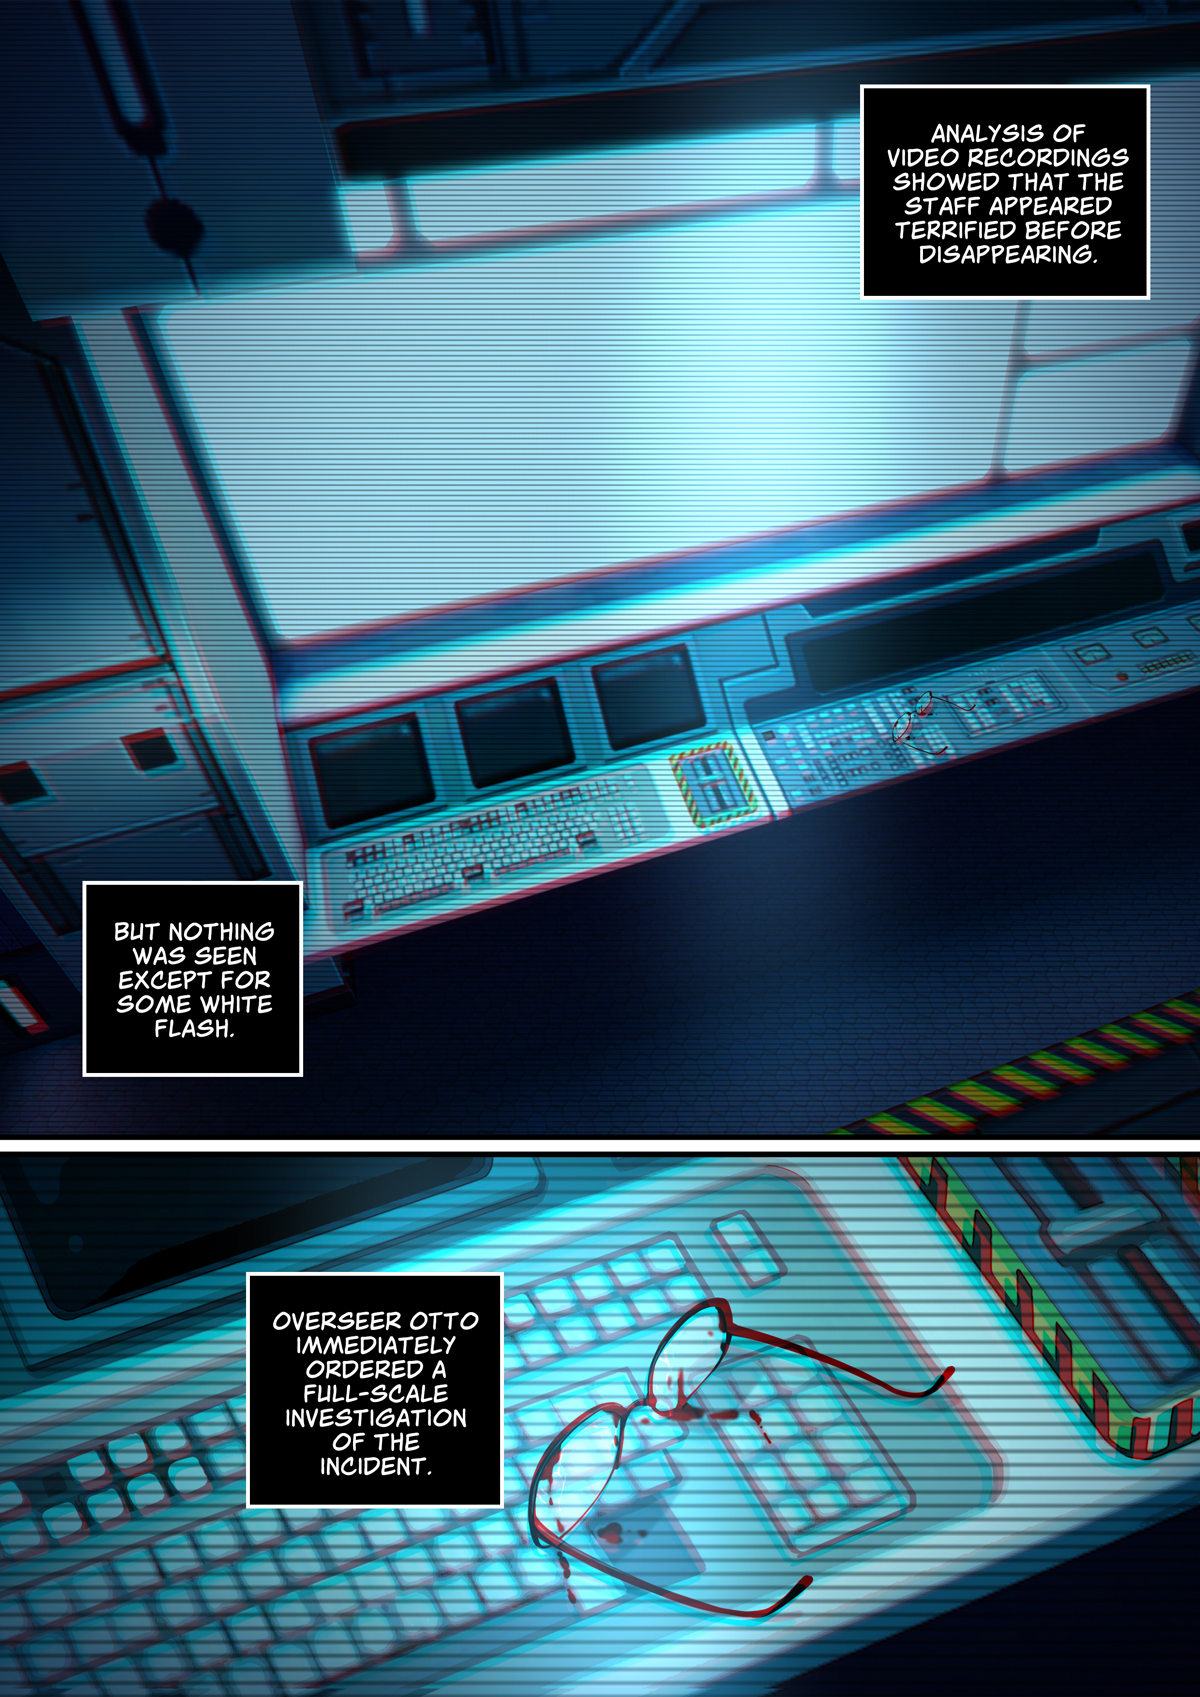 ANALYSIS OF
VIDEO RECORDINGS
SHOWED THAT THE
STAFF APPEARED
TERRIFIED BEFORE
DISAPPEARING.
BUT NOTHING
WAS SEEN
EXCEPT FOR
SOME WHITE
FLASH.
OVERSEER OTTO
IMMEDIATELY
ORDERED A
FULL-SCALE
INVESTIGATION
OF THE
INCIDENT.